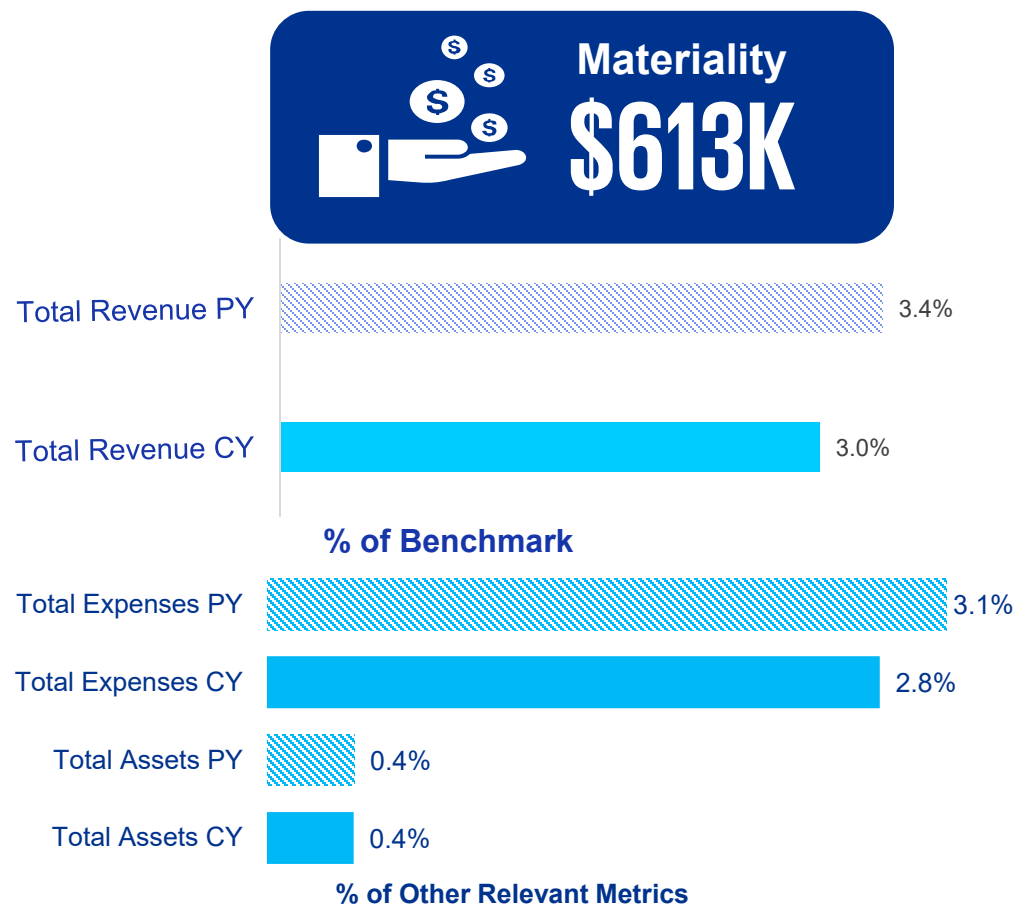 $
$
$
$
Materiality
$613K
Total Revenue PY 3.4%
Total Revenue CY 3.0%
% of Benchmark
Total Expenses PY 3.1%
Total Expenses CY 2.8%
Total Assets PY 0.4%
Total Assets CY 0.4%
% of Other Relevant Metrics